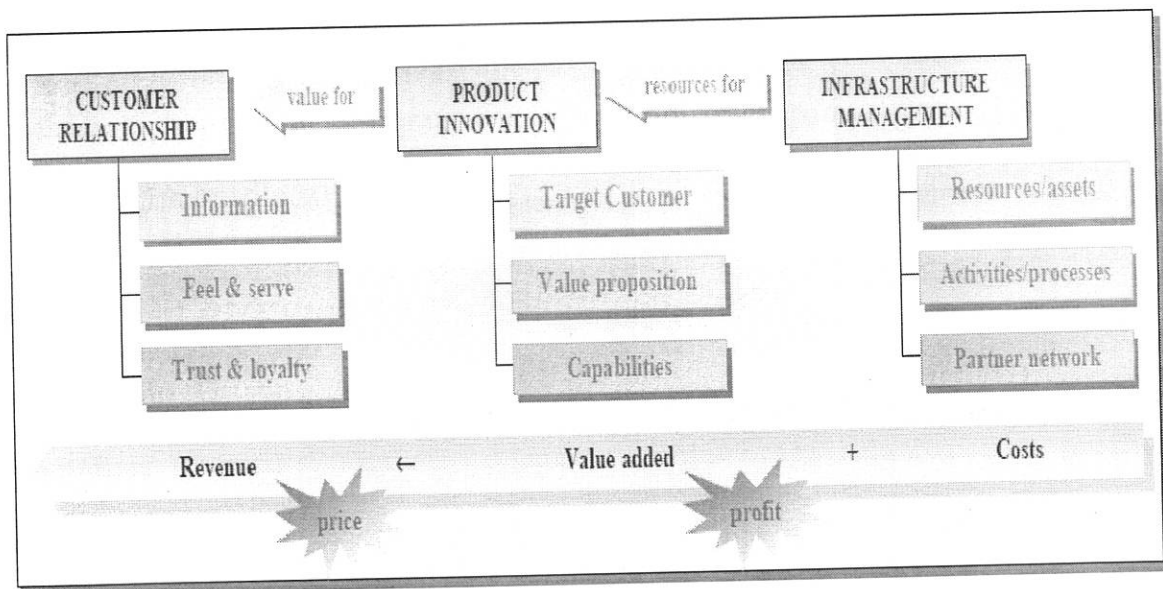 CUSTOMER
RELATIONSHIP
value for
PRODUCT
INNOVATION
resources for
INFRASTRUCTURE
MANAGEMENT
Information
Feel & serve
Trust & loyalty
Target Customer
Value proposition
Capabilities
Resources/assets
Activities/processes
Partner network
Revenue ← Value added + Costs
price
profit